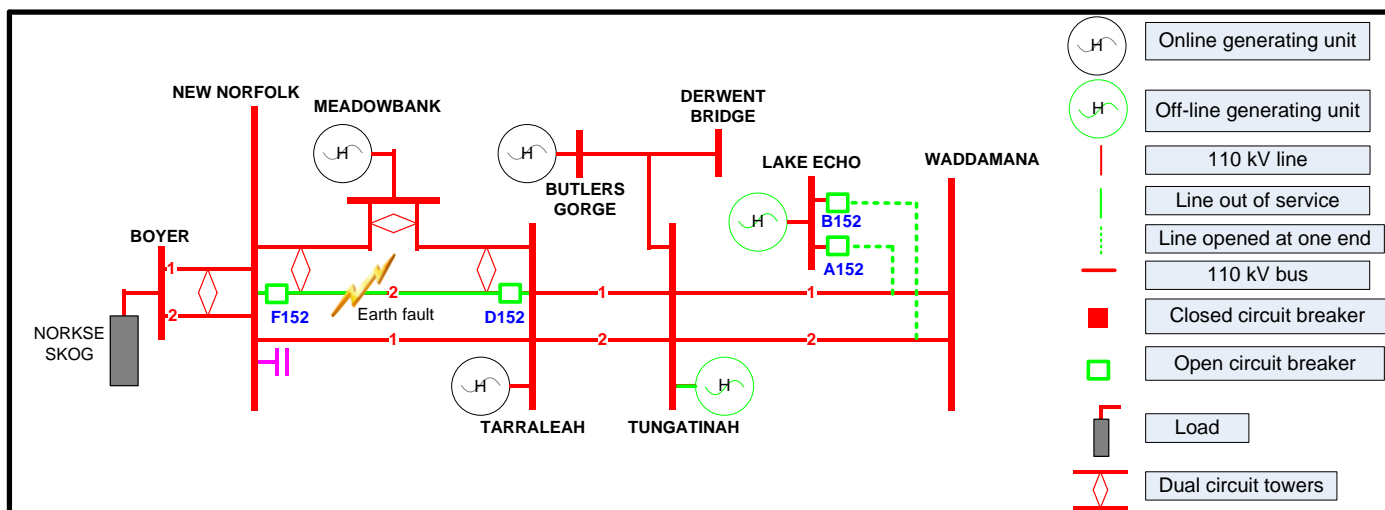 NEW NORFOLK
MEADOWBANK
H
BOYER
1
2
NORKSE
SKOG
F152
2
Earth fault
D152
1
H
BUTLERS
GORGE
DERWENT
BRIDGE
LAKE ECHO
H
B152
A152
WADDAMANA
1
1
2
2
H
TARRALEAH
H
TUNGATINAH
H
Online generating unit
H
Off-line generating unit
110 kV line
Line out of service
Line opened at one end
110 kV bus
Closed circuit breaker
Open circuit breaker
Load
Dual circuit towers